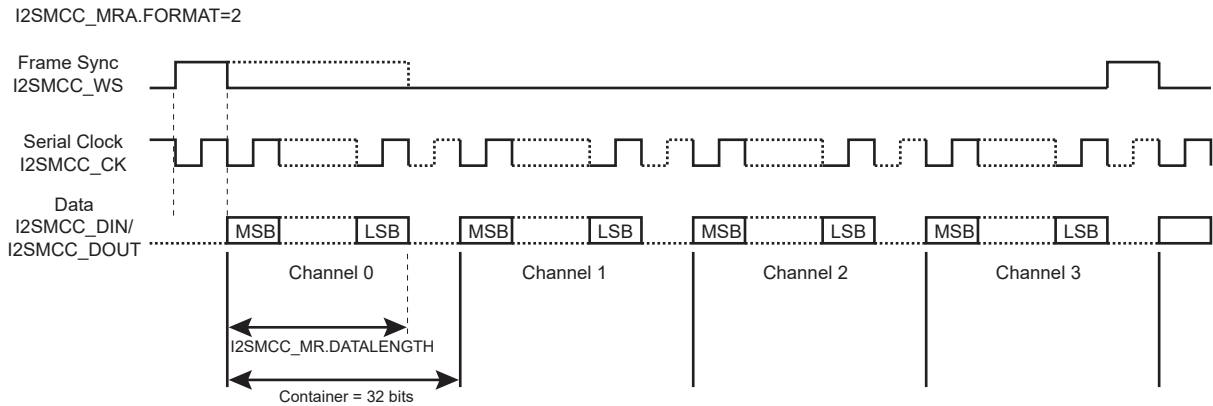 I2SMCC_MRA.FORMAT=2
Frame Sync
I2SMCC_WS
Serial Clock
I2SMCC_CK
Data
I2SMCC_DIN/
I2SMCC_DOUT
MSB LSB MSB LSB MSB LSB MSB LSB
Channel 0 Channel 1 Channel 2 Channel 3
I2SMCC_MR.DATALENGTH
Container = 32 bits